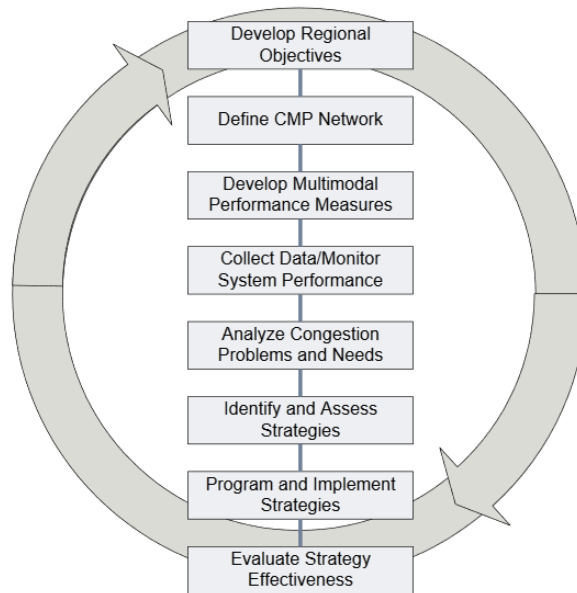 Develop Regional
Objectives
Define CMP Network
Develop Multimodal
Performance Measures
Collect Data/Monitor
System Performance
Analyze Congestion
Problems and Needs
Identify and Assess
Strategies
Program and Implement
Strategies
Evaluate Strategy
Effectiveness